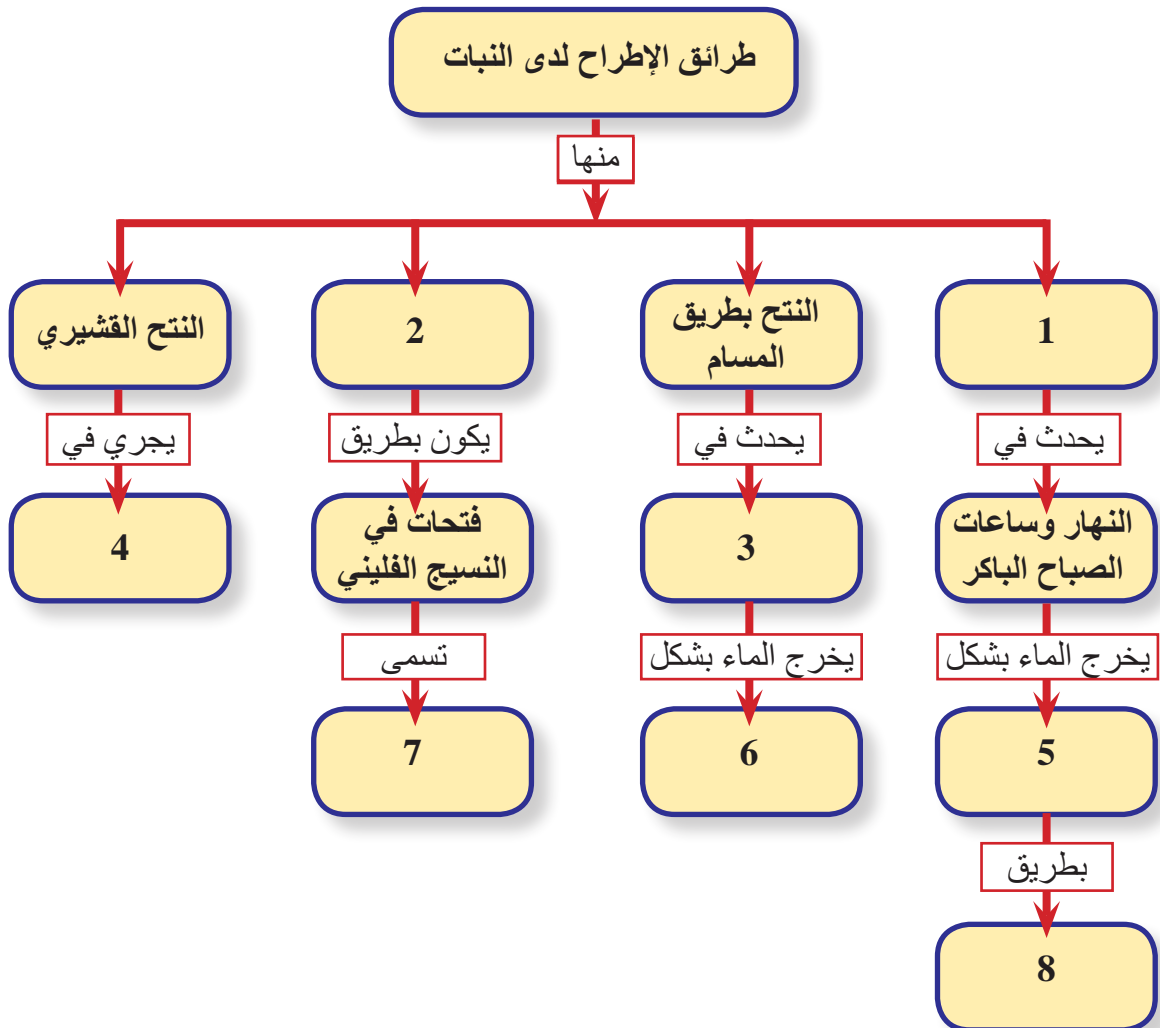 طرائق الإطراح لدى النبات
منها
1
النتح بطريق
المسام
2
النتح القشيري
يحدث في
يحدث في
يكون بطريق
يجري في
النهار وساعات
الصباح الباكر
3
فتحات في
النسيج الفليني
4
يخرج الماء بشكل
يخرج الماء بشكل
تسمى
5
6
7
بطريق
8